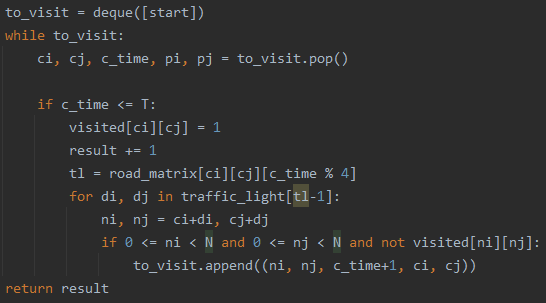 to_visit = deque([start])
while to_visit:
    ci, cj, c_time, pi, pj = to_visit.pop()

    if c_time <= T:
        visited[ci][cj] = 1
        result += 1
        tl = road_matrix[ci][cj][c_time % 4]
        for di, dj in traffic_light[tl-1]:
            ni, nj = ci+di, cj+dj
            if 0 <= ni < N and 0 <= nj < N and not visited[ni][nj]:
                to_visit.append((ni, nj, c_time+1, ci, cj))
return result